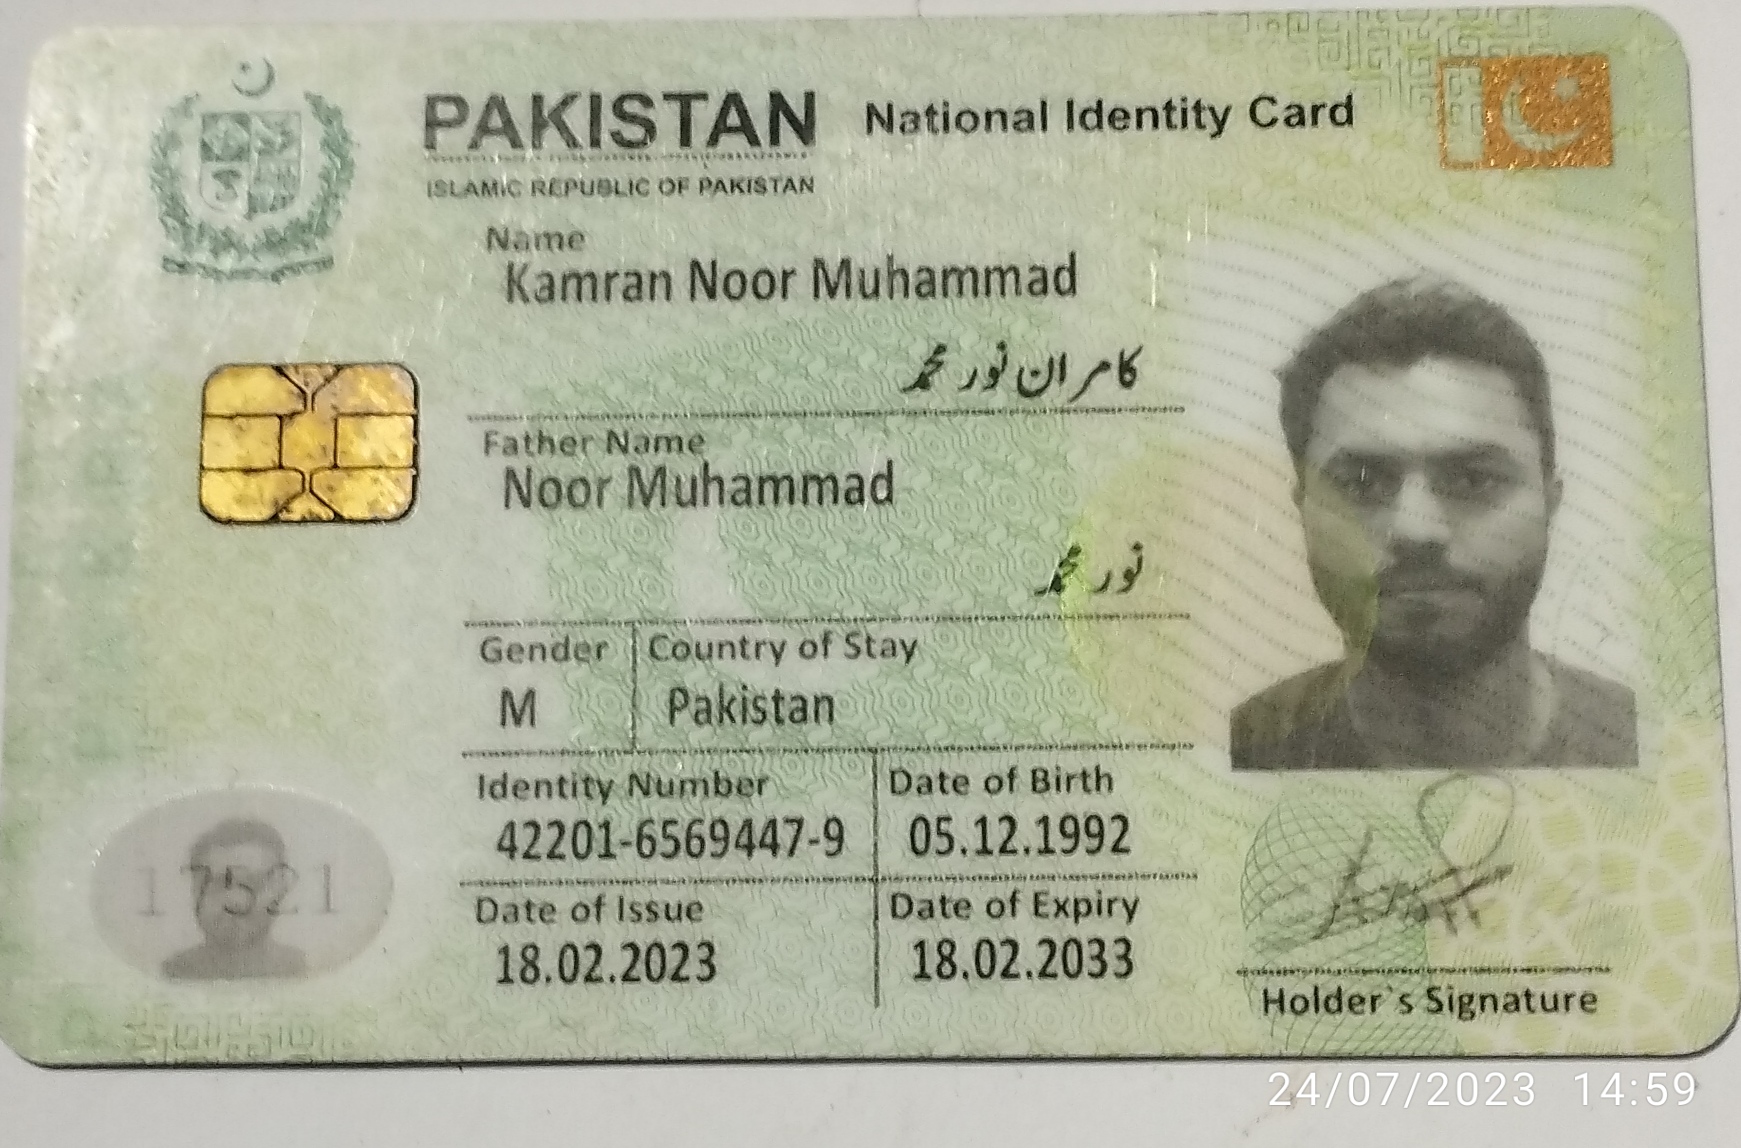 PAKISTAN National Identity Card
ISLAMIC REPUBLIC OF PAKISTAN
Name
Kamran Noor Muhammad
کامران نور محمد
Father Name
Noor Muhammad
نور محمد
Gender Country of Stay
M Pakistan
Identity Number Date of Birth
42201-6569447-9 05.12.1992
17521
Date of Issue Date of Expiry
18.02.2023 18.02.2033
Holder`s Signature
24/07/2023 14:59